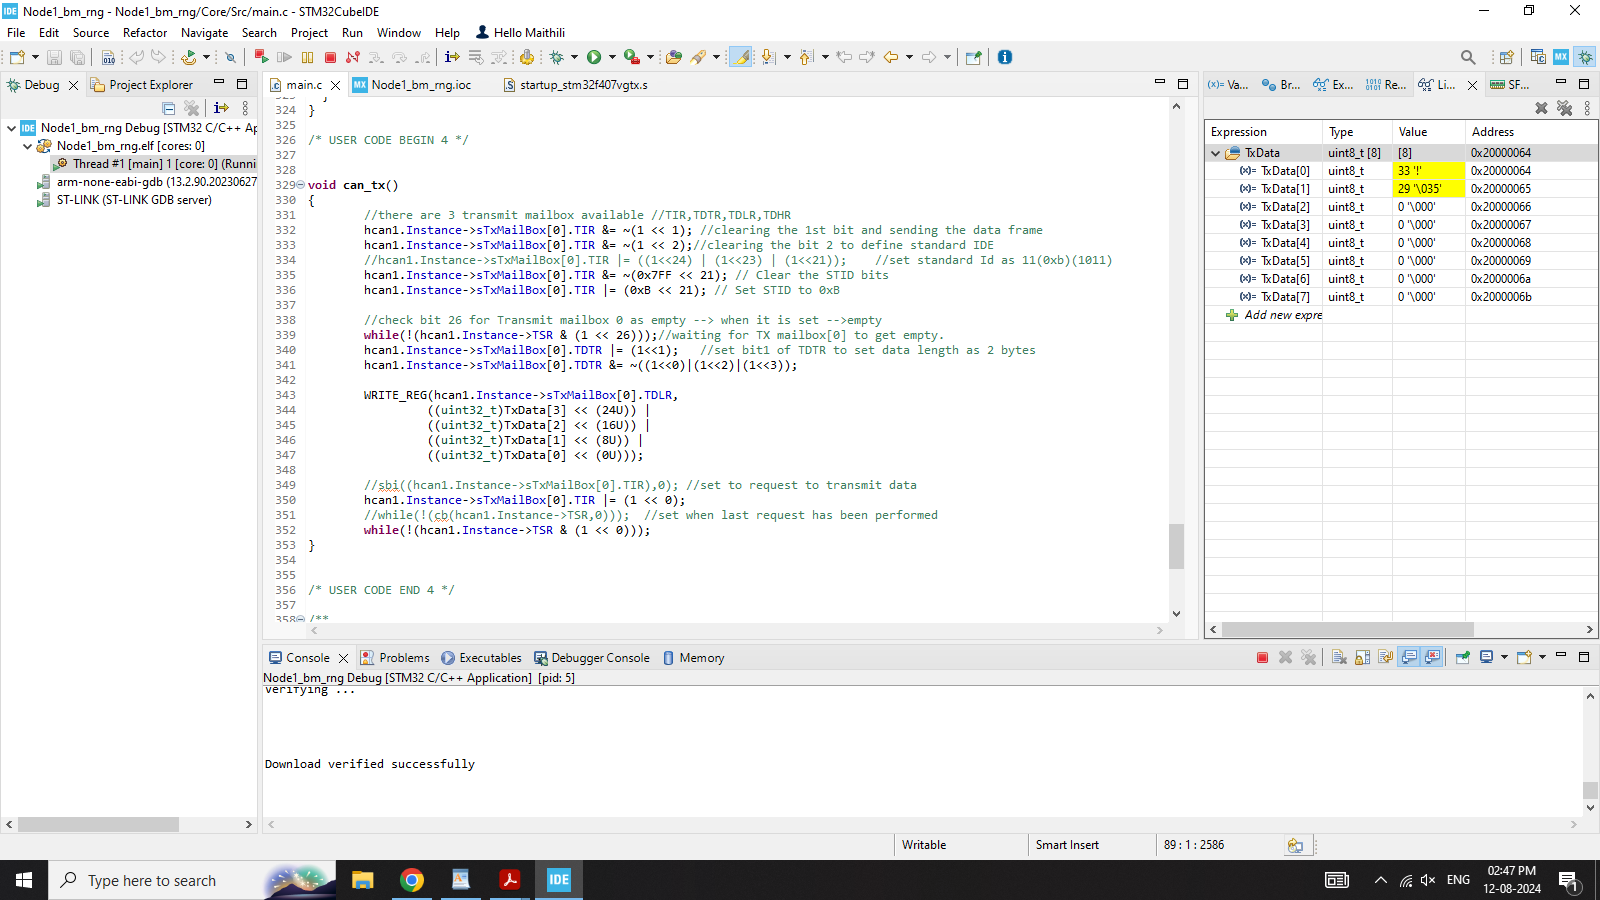 IDE Node1_bm_rng - Node1_bm_rng/Core/Src/main.c - STM32CubeIDE
File Edit Source Refactor Navigate Search Project Run Window Help Hello Maithili
Debug Project Explorer
IDE Node1_bm_rng Debug [STM32 C/C++ Ap
Node1_bm_rng.elf [cores: 0]
Thread #1 [main] 1 [core: 0] (Runni
arm-none-eabi-gdb (13.2.90.20230627
ST-LINK (ST-LINK GDB server)
main.c MX Node1_bm_rng.ioc startup_stm32f407vgtx.s
323 }
324 }
325
326 /* USER CODE BEGIN 4 */
327
328
329 void can_tx()
330 {
331 //there are 3 transmit mailbox available //TIR,TDTR,TDLR,TDHR
332 hcan1.Instance->sTxMailBox[0].TIR &= ~(1 << 1); //clearing the 1st bit and sending the data frame
333 hcan1.Instance->sTxMailBox[0].TIR &= ~(1 << 2);//clearing the bit 2 to define standard IDE
334 //hcan1.Instance->sTxMailBox[0].TIR |= ((1<<24) | (1<<23) | (1<<21)); //set standard Id as 11(0xb)(1011)
335 hcan1.Instance->sTxMailBox[0].TIR &= ~(0x7FF << 21); // Clear the STID bits
336 hcan1.Instance->sTxMailBox[0].TIR |= (0xB << 21); // Set STID to 0xB
337
338 //check bit 26 for Transmit mailbox 0 as empty --> when it is set -->empty
339 while(!(hcan1.Instance->TSR & (1 << 26)));//waiting for TX mailbox[0] to get empty.
340 hcan1.Instance->sTxMailBox[0].TDTR |= (1<<1); //set bit1 of TDTR to set data length as 2 bytes
341 hcan1.Instance->sTxMailBox[0].TDTR &= ~((1<<0)|(1<<2)|(1<<3));
342
343 WRITE_REG(hcan1.Instance->sTxMailBox[0].TDLR,
344 ((uint32_t)TxData[3] << (24U)) |
345 ((uint32_t)TxData[2] << (16U)) |
346 ((uint32_t)TxData[1] << (8U)) |
347 ((uint32_t)TxData[0] << (0U)));
348
349 //sbi((hcan1.Instance->sTxMailBox[0].TIR),0); //set to request to transmit data
350 hcan1.Instance->sTxMailBox[0].TIR |= (1 << 0);
351 //while(!(cb(hcan1.Instance->TSR,0))); //set when last request has been performed
352 while(!(hcan1.Instance->TSR & (1 << 0)));
353 }
354
355
356 /* USER CODE END 4 */
357
358 /**
(x)= Va... Br... Ex... 1010 0101 Re... Li... SF...
Expression Type Value Address
TxData uint8_t [8] [8] 0x20000064
(x)= TxData[0] uint8_t 33 '!' 0x20000064
(x)= TxData[1] uint8_t 29 '\035' 0x20000065
(x)= TxData[2] uint8_t 0 '\000' 0x20000066
(x)= TxData[3] uint8_t 0 '\000' 0x20000067
(x)= TxData[4] uint8_t 0 '\000' 0x20000068
(x)= TxData[5] uint8_t 0 '\000' 0x20000069
(x)= TxData[6] uint8_t 0 '\000' 0x2000006a
(x)= TxData[7] uint8_t 0 '\000' 0x2000006b
Add new expre
Console Problems Executables Debugger Console Memory
Node1_bm_rng Debug [STM32 C/C++ Application] [pid: 5]
Verifying ...
Download verified successfully
Writable Smart Insert 89 : 1 : 2586
Type here to search IDE ENG 02:47 PM
12-08-2024 1